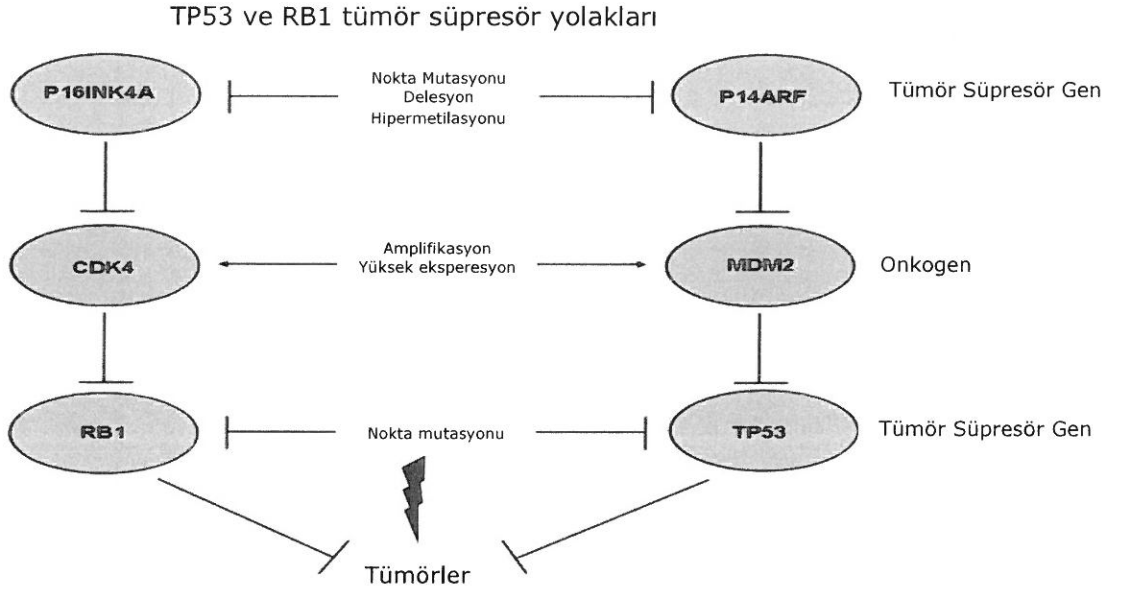 TP53 ve RB1 tümör süpresör yolakları
P16INK4A
Nokta Mutasyonu
Delesyon
Hipermetilasyonu
P14ARF
Tümör Süpresör Gen
CDK4
Amplifikasyon
Yüksek eksperesyon
MDM2
Onkogen
RB1
Nokta mutasyonu
TP53
Tümör Süpresör Gen
Tümörler